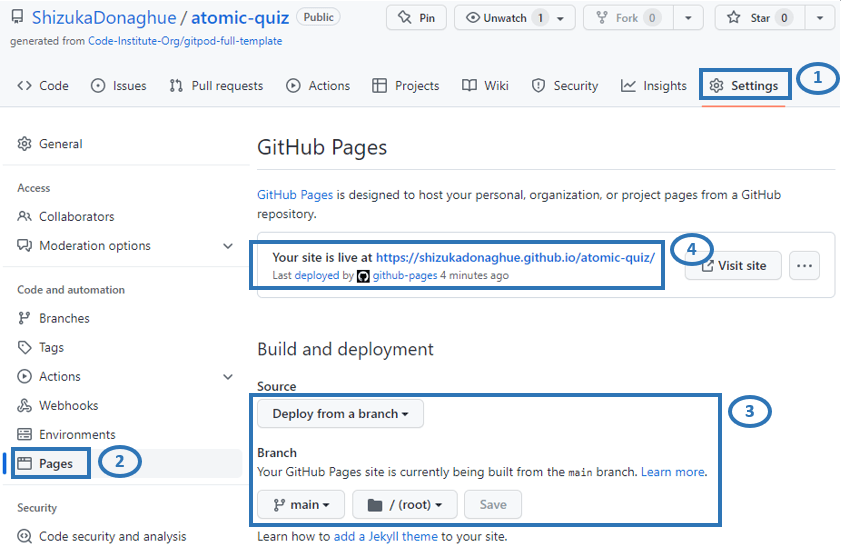 ShizukaDonaghue / atomic-quiz Public Pin Unwatch 1 Fork 0 Star 0
generated from Code-Institute-Org/gitpod-full-template
Code Issues Pull requests Actions Projects Wiki Security Insights Settings 1
General
Access
Collaborators
Moderation options
Code and automation
Branches
Tags
Actions
Webhooks
Environments
Pages 2
Security
Code security and analysis
GitHub Pages
GitHub Pages is designed to host your personal, organization, or project pages from a GitHub
repository.
Your site is live at https://shizukadonaghue.github.io/atomic-quiz/ 4
Last deployed by github-pages 4 minutes ago
Visit site ...
Build and deployment
Source
Deploy from a branch 3
Branch
Your GitHub Pages site is currently being built from the main branch. Learn more.
main / (root) Save
Learn how to add a Jekyll theme to your site.